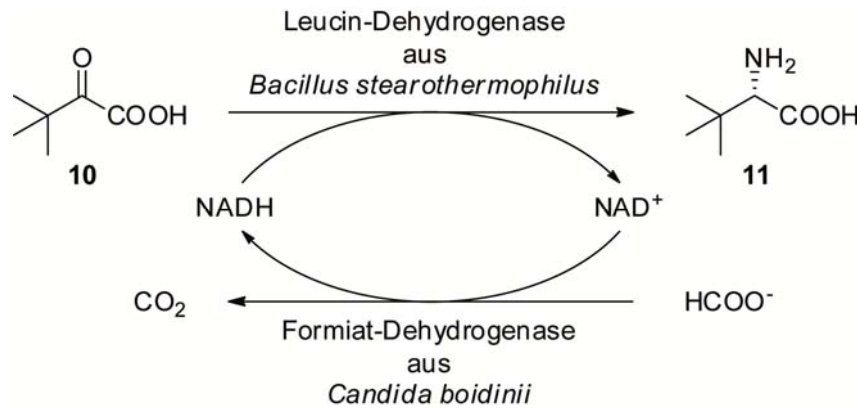 Leucin-Dehydrogenase
aus
Bacillus stearothermophilus
O
COOH
10
NH₂
COOH
11
NADH
NAD⁺
CO₂
HCOO⁻
Formiat-Dehydrogenase
aus
Candida boidinii